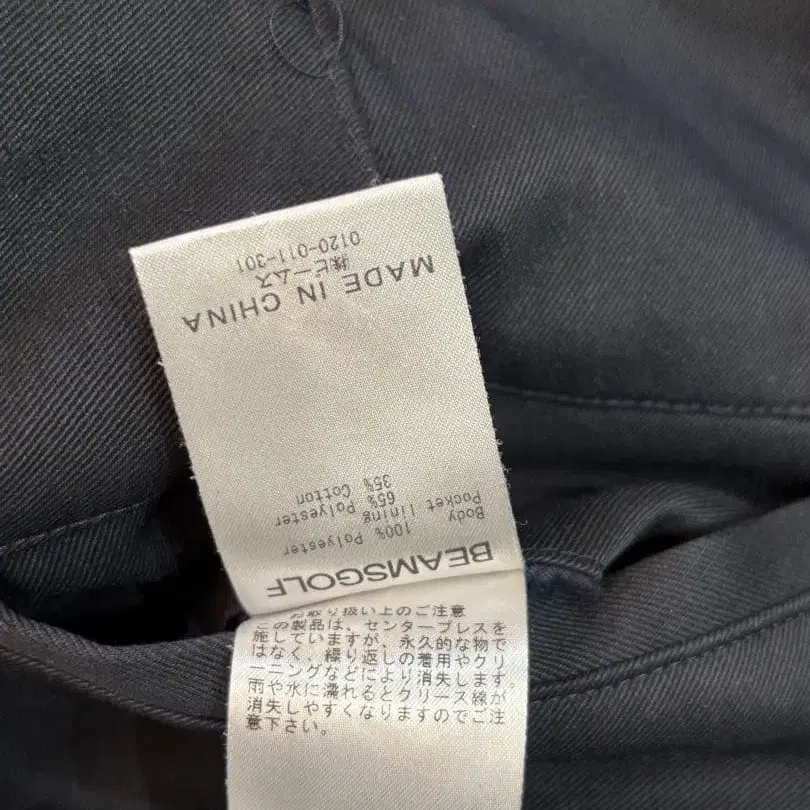 BEAMSGOLF
Body 100% Polyester
Pocket lining 65% Polyester
35% Cotton
MADE IN CHINA
㈱ビームス
0120-011-301
お取り扱い上のご注意
この製品は、センタープレスを
施していますが、永久的な物で
はなく、繰り返しの着用やクリ
ーニングなどにより消失します。
雨や水に濡れるとクリース線が
消失しやすくなりますのでご注
意下さい。